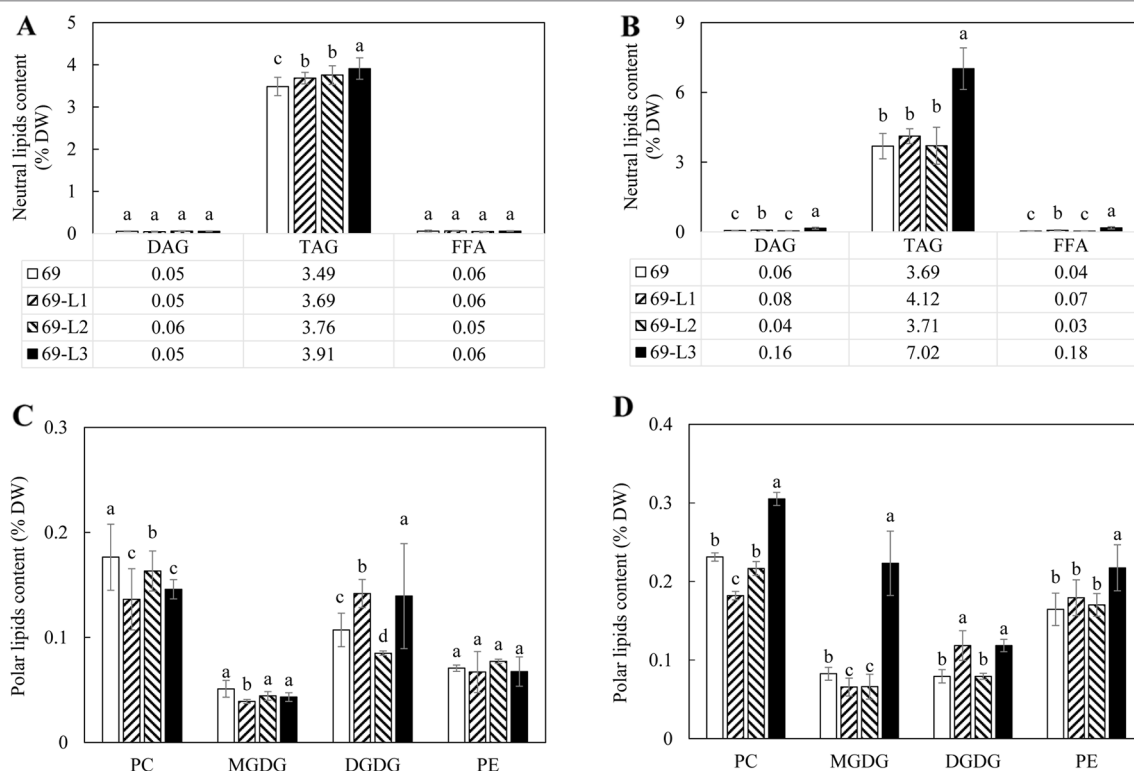 A
Neutral lipids content
(% DW)
5
4
3
2
1
0
a a a a
c b b a
a a a a
DAG TAG FFA
69 0.05 3.49 0.06
69-L1 0.05 3.69 0.06
69-L2 0.06 3.76 0.05
69-L3 0.05 3.91 0.06
B
Neutral lipids content
(% DW)
9
6
3
0
c b c a
b b b a
c b c a
DAG TAG FFA
69 0.06 3.69 0.04
69-L1 0.08 4.12 0.07
69-L2 0.04 3.71 0.03
69-L3 0.16 7.02 0.18
C
Polar lipids content (% DW)
0.3
0.2
0.1
0
a c b c
a b a a
c b d a
a a a a
PC MGDG DGDG PE
D
Polar lipids content (% DW)
0.4
0.3
0.2
0.1
0
b c b a
b c c a
b a b a
b b b a
PC MGDG DGDG PE